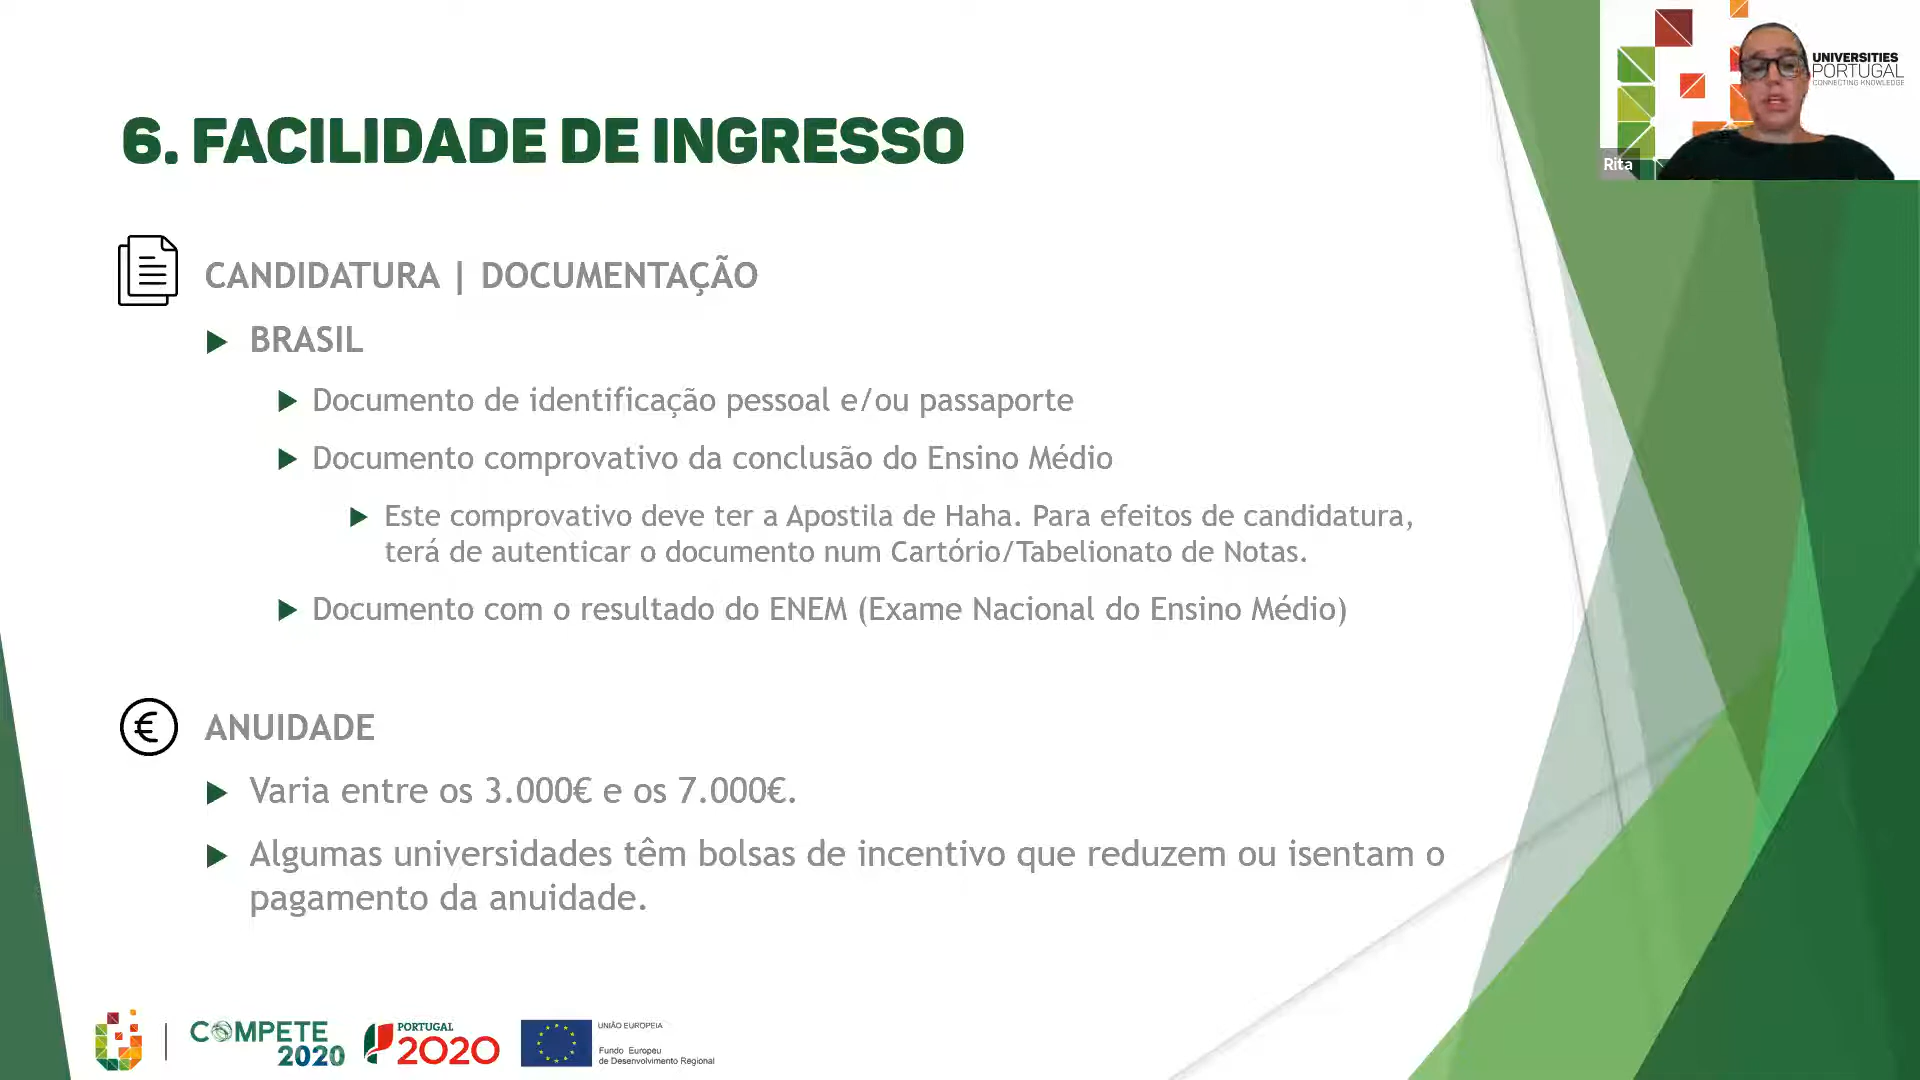 6. FACILIDADE DE INGRESSO
CANDIDATURA | DOCUMENTAÇÃO
BRASIL
Documento de identificação pessoal e/ou passaporte
Documento comprovativo da conclusão do Ensino Médio
Este comprovativo deve ter a Apostila de Haha. Para efeitos de candidatura,
terá de autenticar o documento num Cartório/Tabelionato de Notas.
Documento com o resultado do ENEM (Exame Nacional do Ensino Médio)
€
ANUIDADE
Varia entre os 3.000€ e os 7.000€.
Algumas universidades têm bolsas de incentivo que reduzem ou isentam o
pagamento da anuidade.
UNIVERSITIES
PORTUGAL
CONNECTING KNOWLEDGE
Rita
COMPETE
2020
PORTUGAL
2020
UNIÃO EUROPEIA
Fundo Europeu
de Desenvolvimento Regional